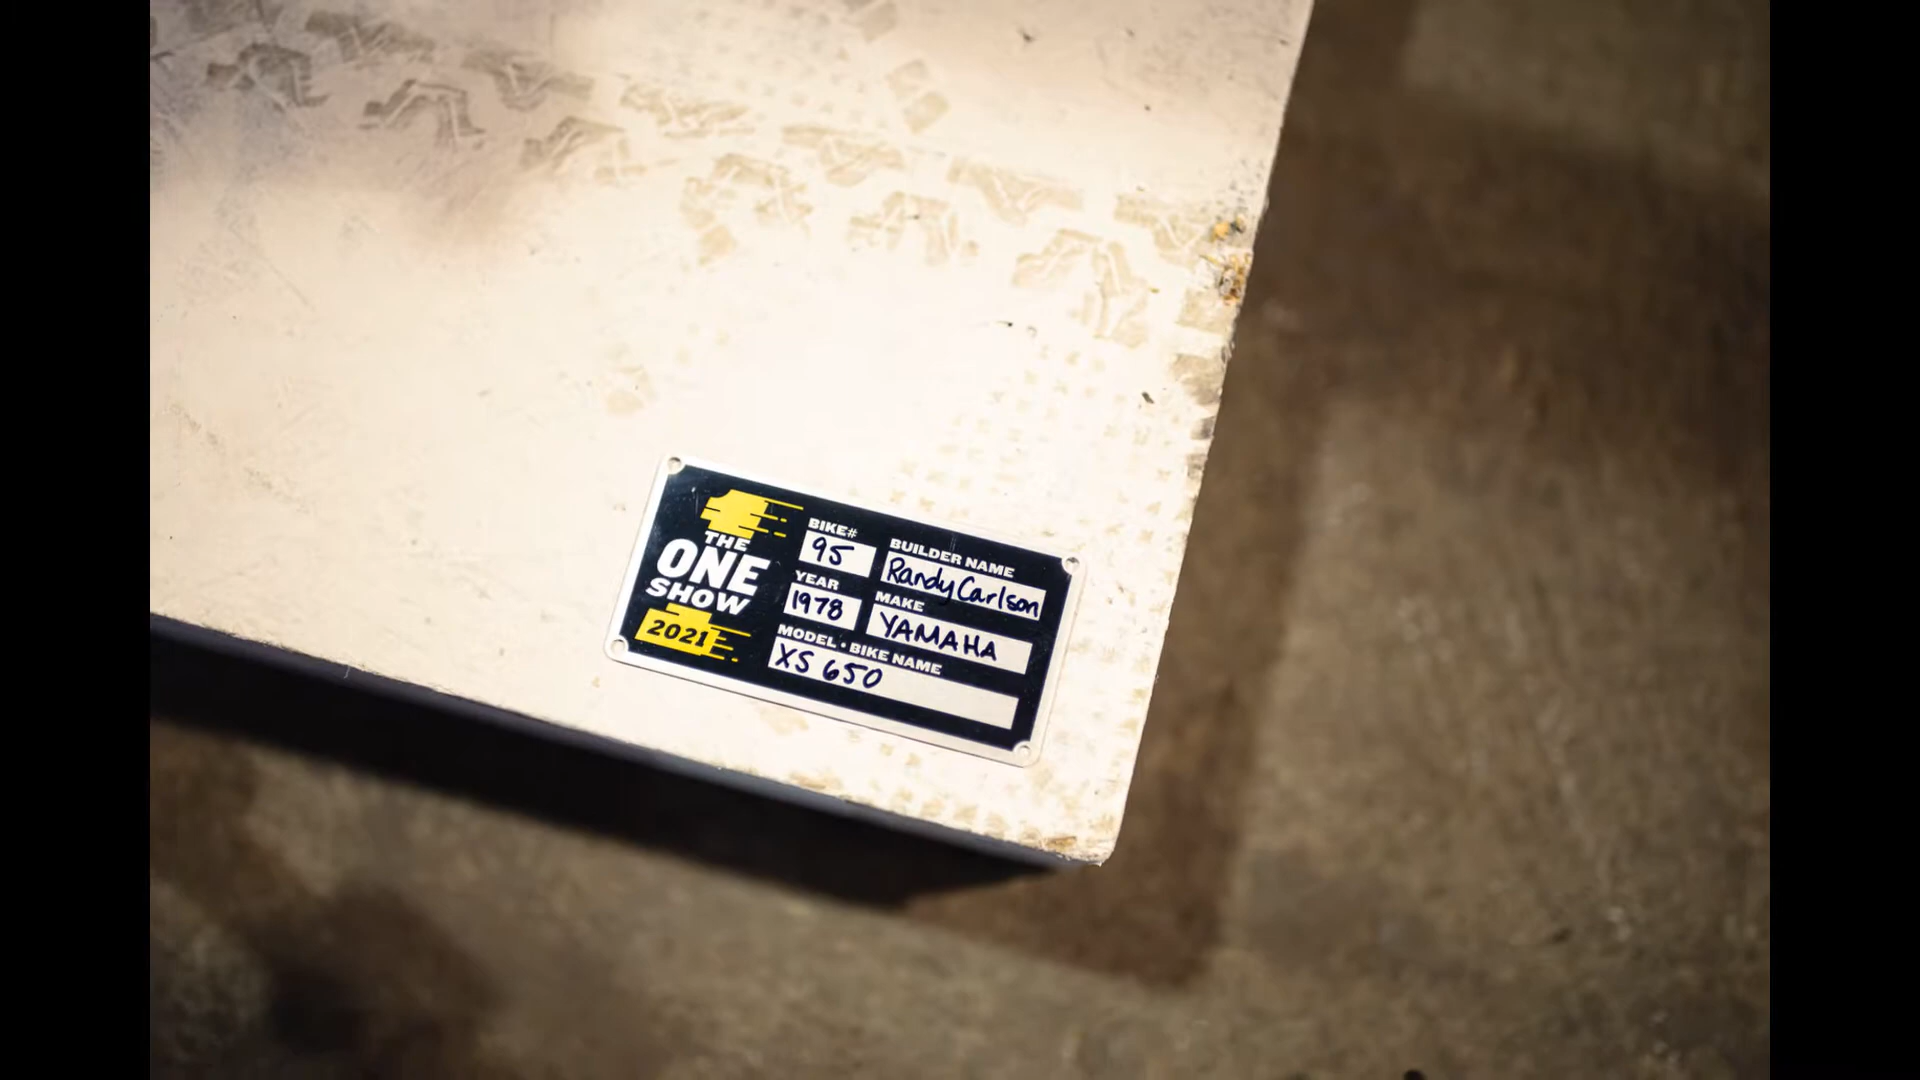 THE
ONE
SHOW
2021
BIKE#
95
BUILDER NAME
Randy Carlson
YEAR
1978
MAKE
YAMAHA
MODEL • BIKE NAME
XS 650